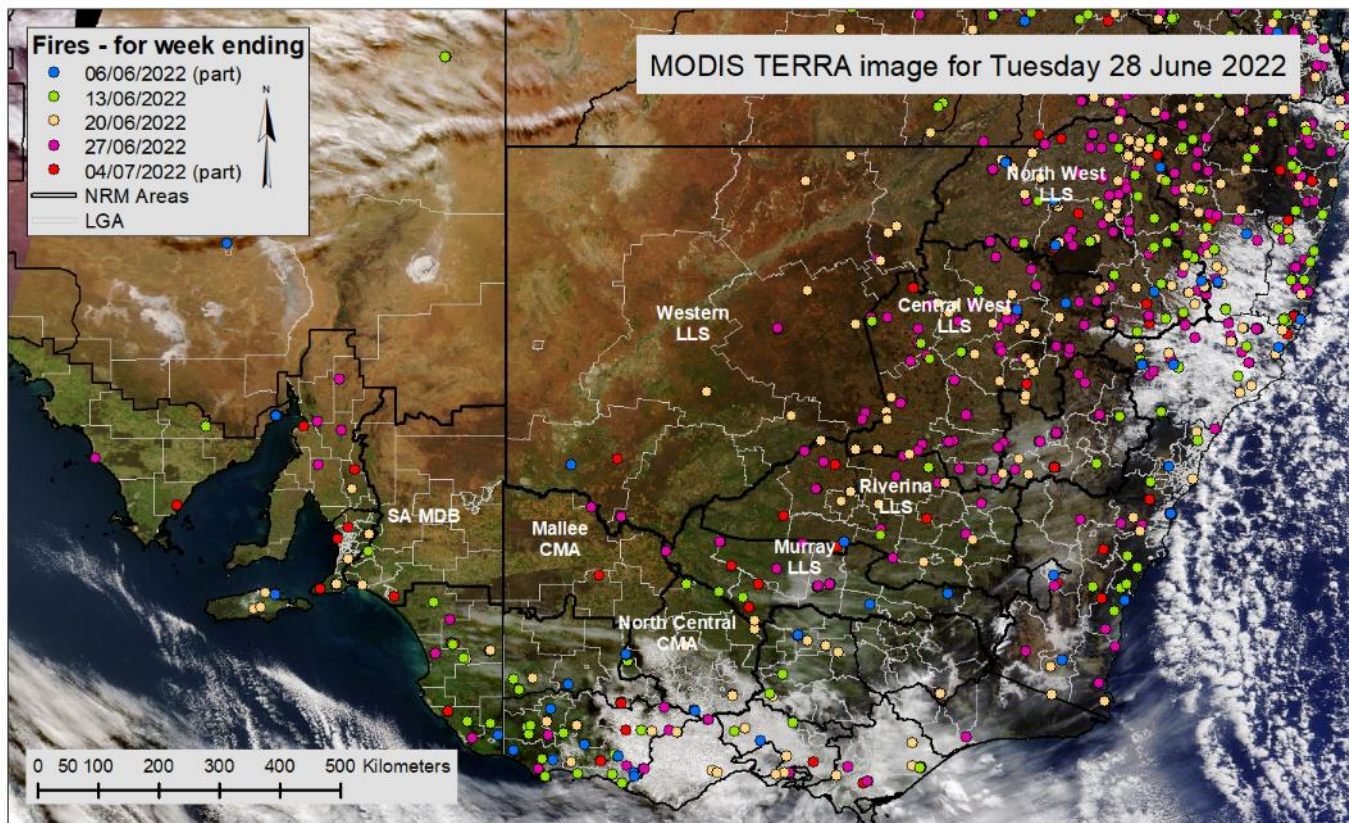 Fires - for week ending
06/06/2022 (part)
13/06/2022
20/06/2022
27/06/2022
04/07/2022 (part)
NRM Areas
LGA
N
MODIS TERRA image for Tuesday 28 June 2022
North West
LLS
Western
LLS
Central West
LLS
SA MDB
Mallee
CMA
Riverina
LLS
Murray
LLS
North Central
CMA
0 50 100 200 300 400 500 Kilometers